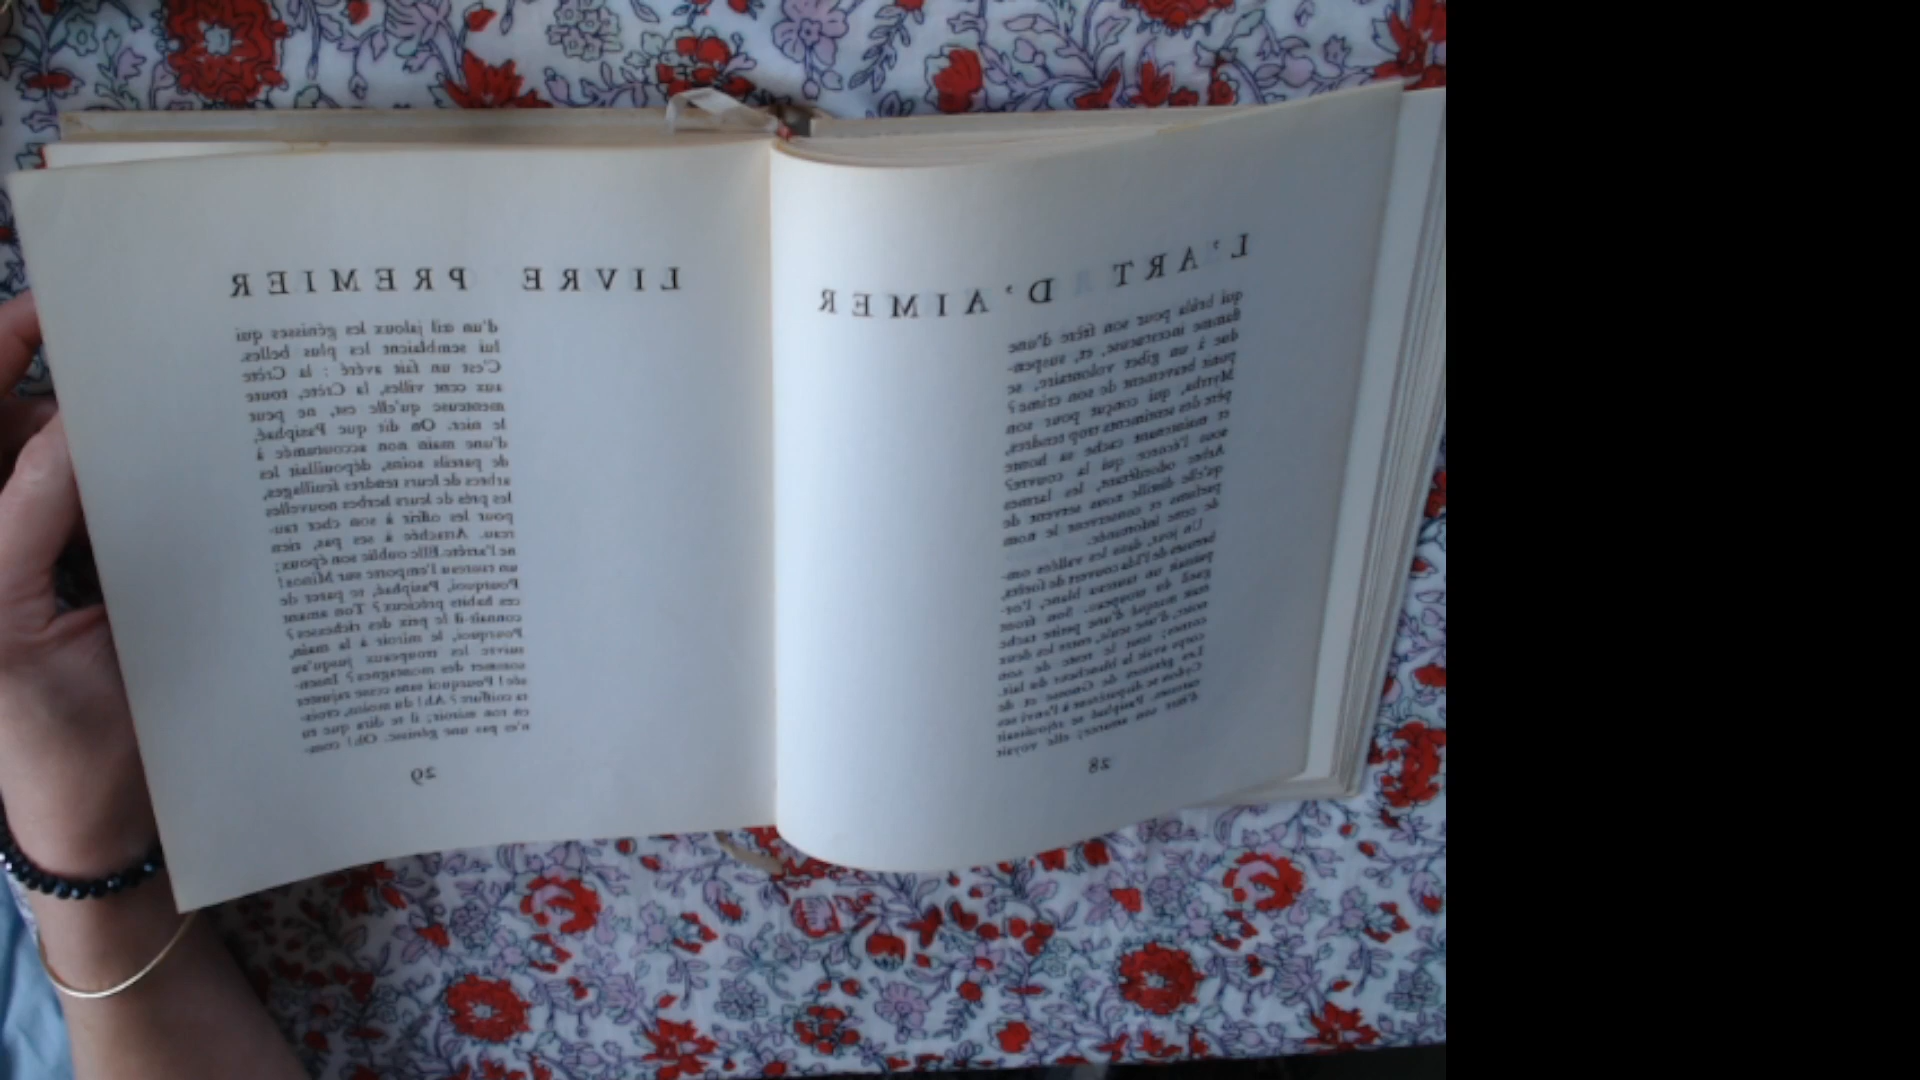 L'ART D'AIMER
qui brûla pour son frère d'une
flamme incestueuse, et, suspen-
due à un gibet volontaire, se
punit bravement de son crime?
Myrrha, qui conçut pour son
père des sentiments trop tendres,
et maintenant cache sa honte
sous l'écorce qui la couvre?
Arbre odoriférant, les larmes
qu'elle distille nous servent de
parfums et conservent le nom
de cette infortunée.
Un jour, dans les vallées om-
breuses de l'Ida couvert de forêts,
paissait un taureau blanc, l'or-
gueil du troupeau. Son front
était marqué d'une petite tache
noire, d'une seule, entre les deux
cornes; tout le reste de son
corps avait la blancheur du lait.
Les génisses de Gnosse et de
Cydon se disputèrent à l'envi ses
caresses. Pasiphaé se réjouissait
d'être son amante; elle voyait
28
LIVRE PREMIER
d'un œil jaloux les génisses qui
lui semblaient les plus belles.
C'est un fait avéré : la Crète
aux cent villes, la Crète, toute
menteuse qu'elle est, ne peut
le nier. On dit que Pasiphaé,
d'une main non accoutumée à
de pareils soins, dépouillait les
arbres de leurs tendres feuillages,
les prés de leurs herbes nouvelles
pour les offrir à son cher tau-
reau. Attachée à ses pas, rien
ne l'arrête. Elle oublie son époux;
un taureau l'emporte sur Minos!
Pourquoi, Pasiphaé, te parer de
ces habits précieux? Ton amant
connaît-il le prix des richesses?
Pourquoi, le miroir à la main,
suivre les troupeaux jusqu'au
sommet des montagnes? Insen-
sée! Pourquoi sans cesse rajuster
ta coiffure? Ah! du moins, crois-
en ton miroir; il te dira que tu
n'es pas une génisse. Oh! com-
29